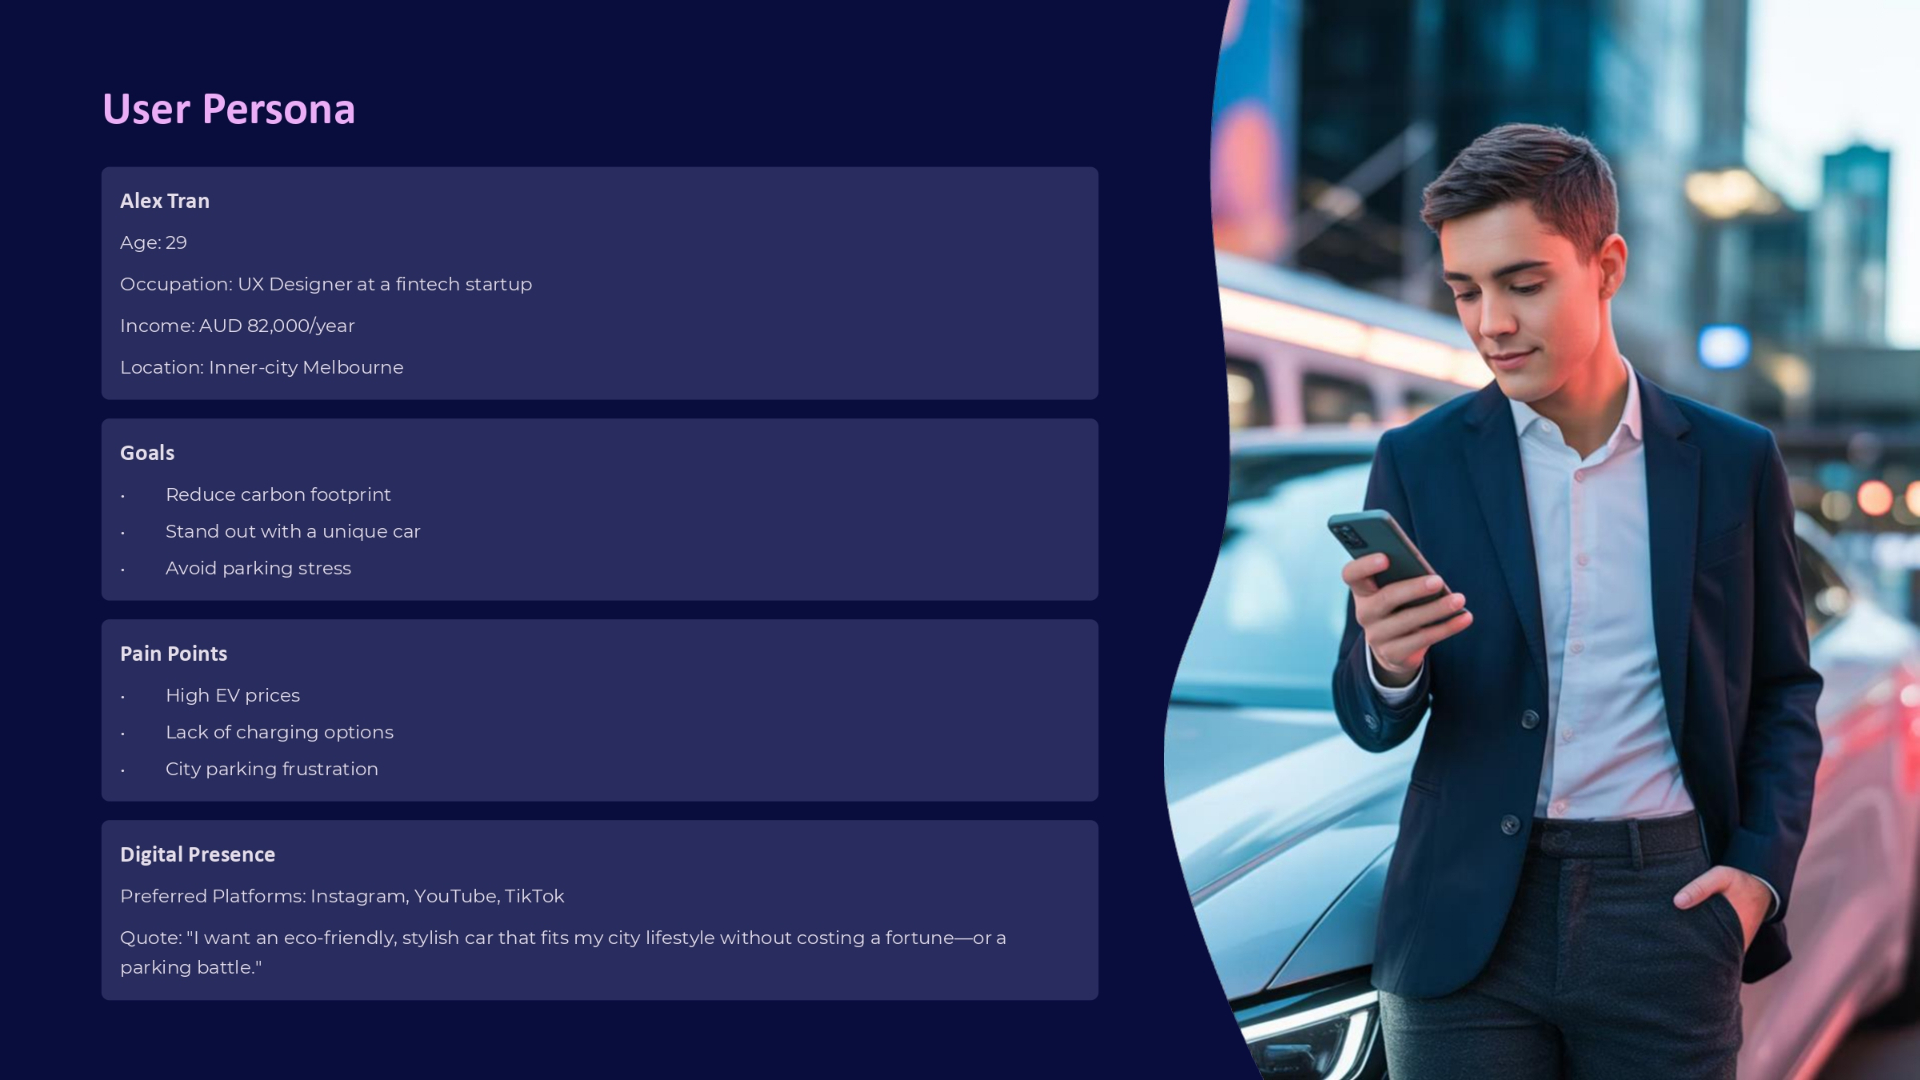 User Persona
Alex Tran
Age: 29
Occupation: UX Designer at a fintech startup
Income: AUD 82,000/year
Location: Inner-city Melbourne
Goals
· Reduce carbon footprint
· Stand out with a unique car
· Avoid parking stress
Pain Points
· High EV prices
· Lack of charging options
· City parking frustration
Digital Presence
Preferred Platforms: Instagram, YouTube, TikTok
Quote: "I want an eco-friendly, stylish car that fits my city lifestyle without costing a fortune—or a
parking battle."